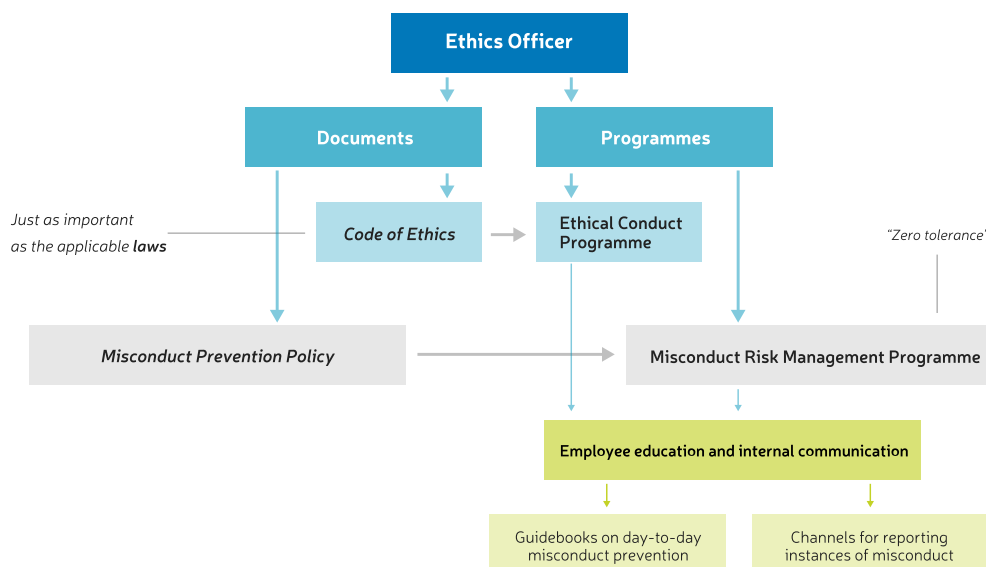 Ethics Officer
Documents
Programmes
Just as important
as the applicable laws
Code of Ethics
Ethical Conduct
Programme
“Zero tolerance”
Misconduct Prevention Policy
Misconduct Risk Management Programme
Employee education and internal communication
Guidebooks on day-to-day
misconduct prevention
Channels for reporting
instances of misconduct